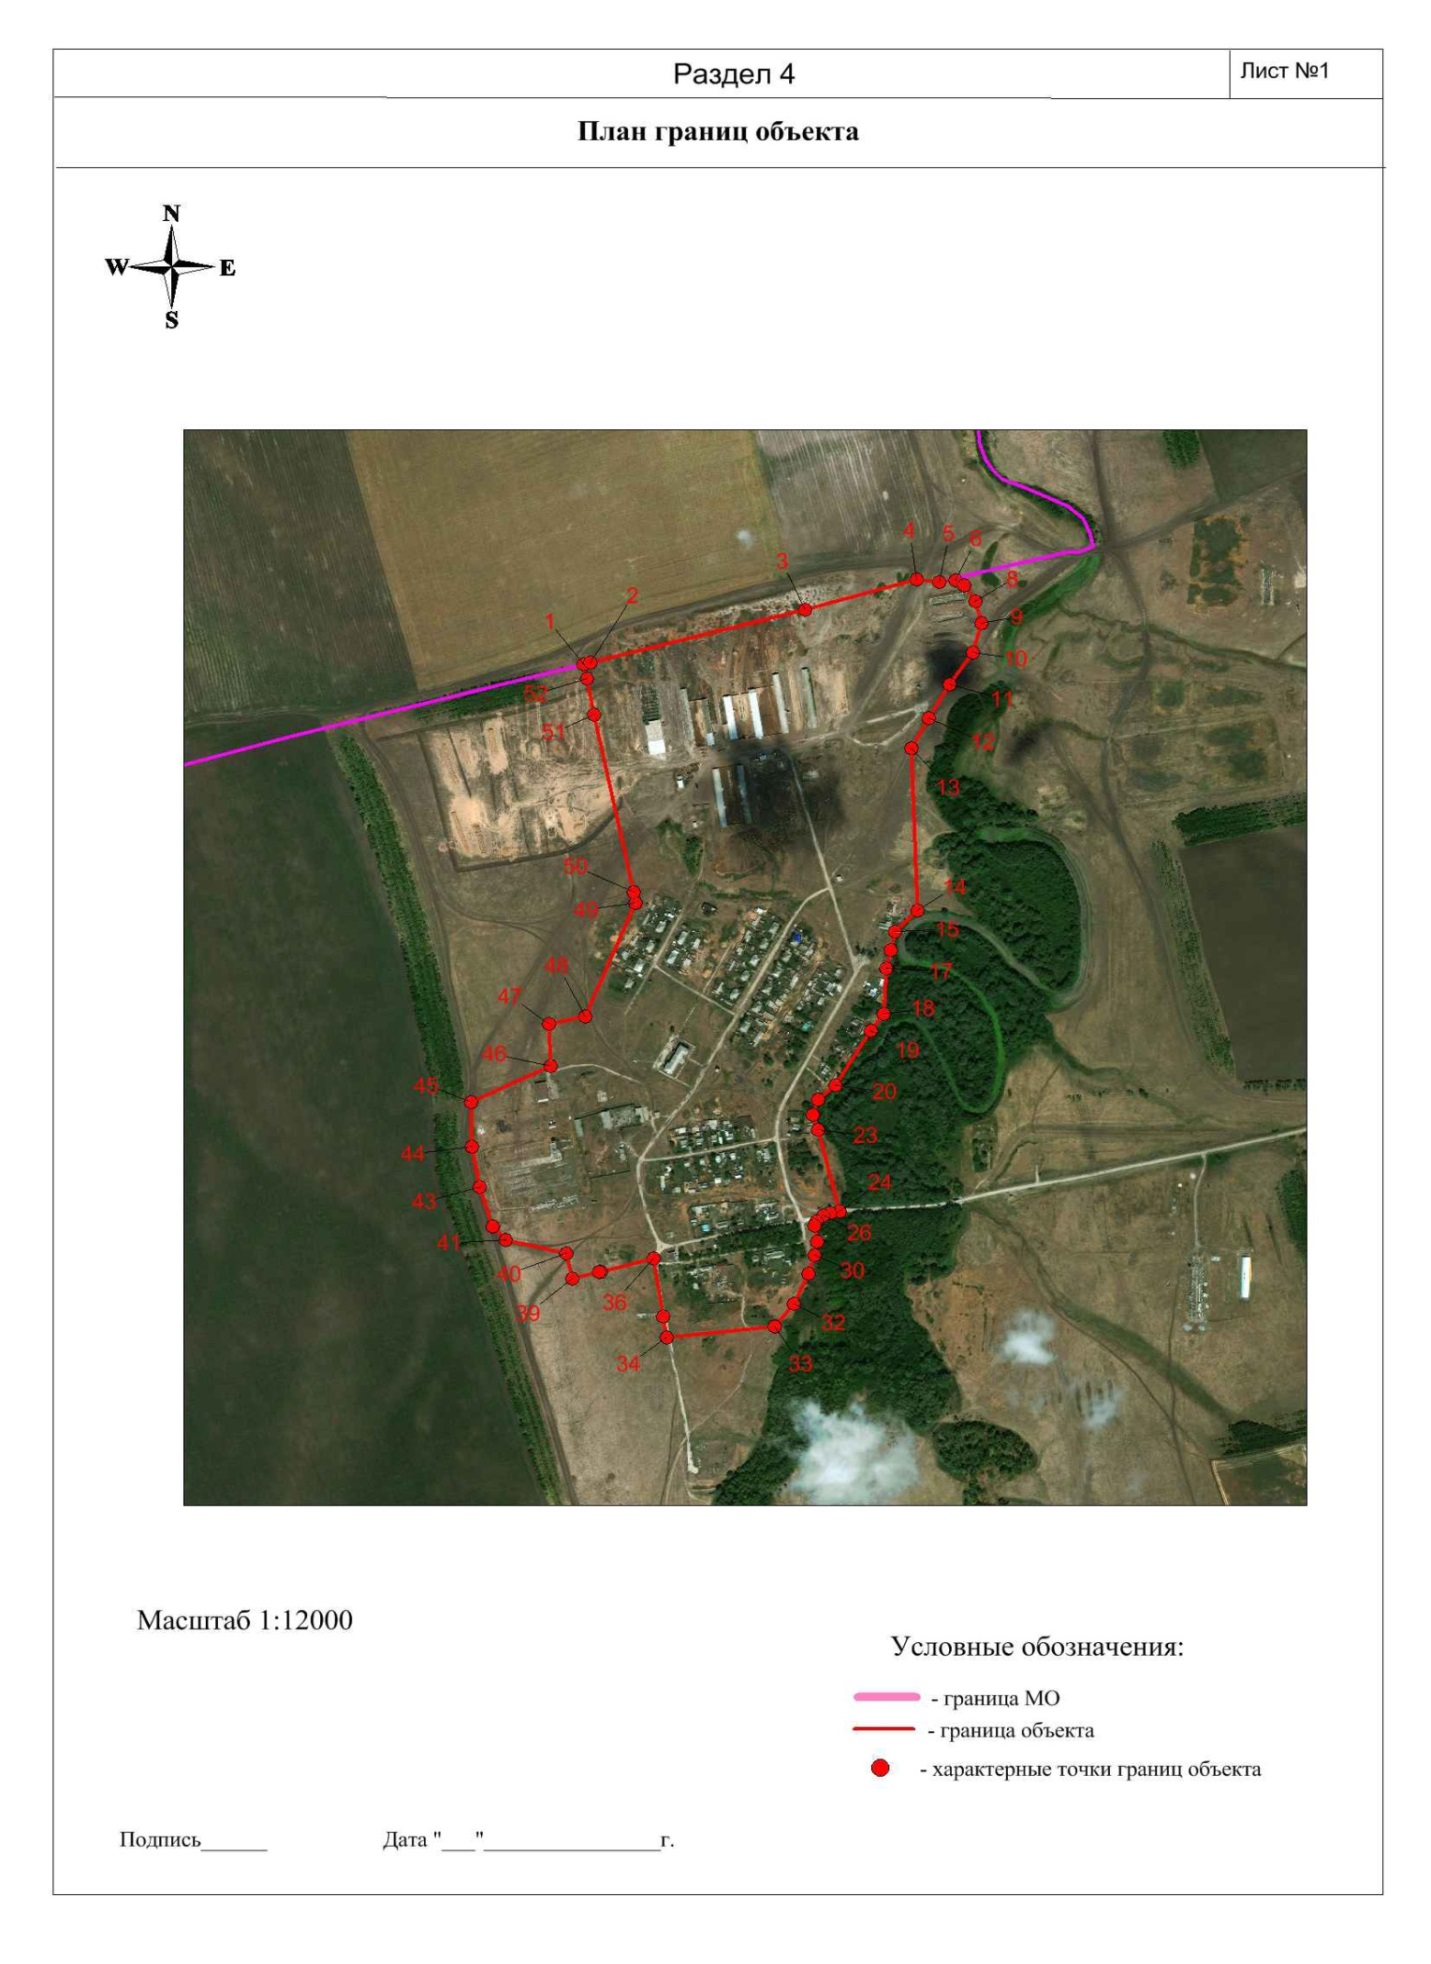 Раздел 4
Лист №1
План границ объекта
N
W E
S
4 5 6
3
8
2
1
9
10
52
11
51
12
13
50
14
49
15
48
17
47
18
46
19
45
20
23
44
24
43
26
41
40
30
36
39
32
34
33
Масштаб 1:12000
Условные обозначения:
- граница МО
- граница объекта
- характерные точки границ объекта
Подпись______ Дата "___"________________г.